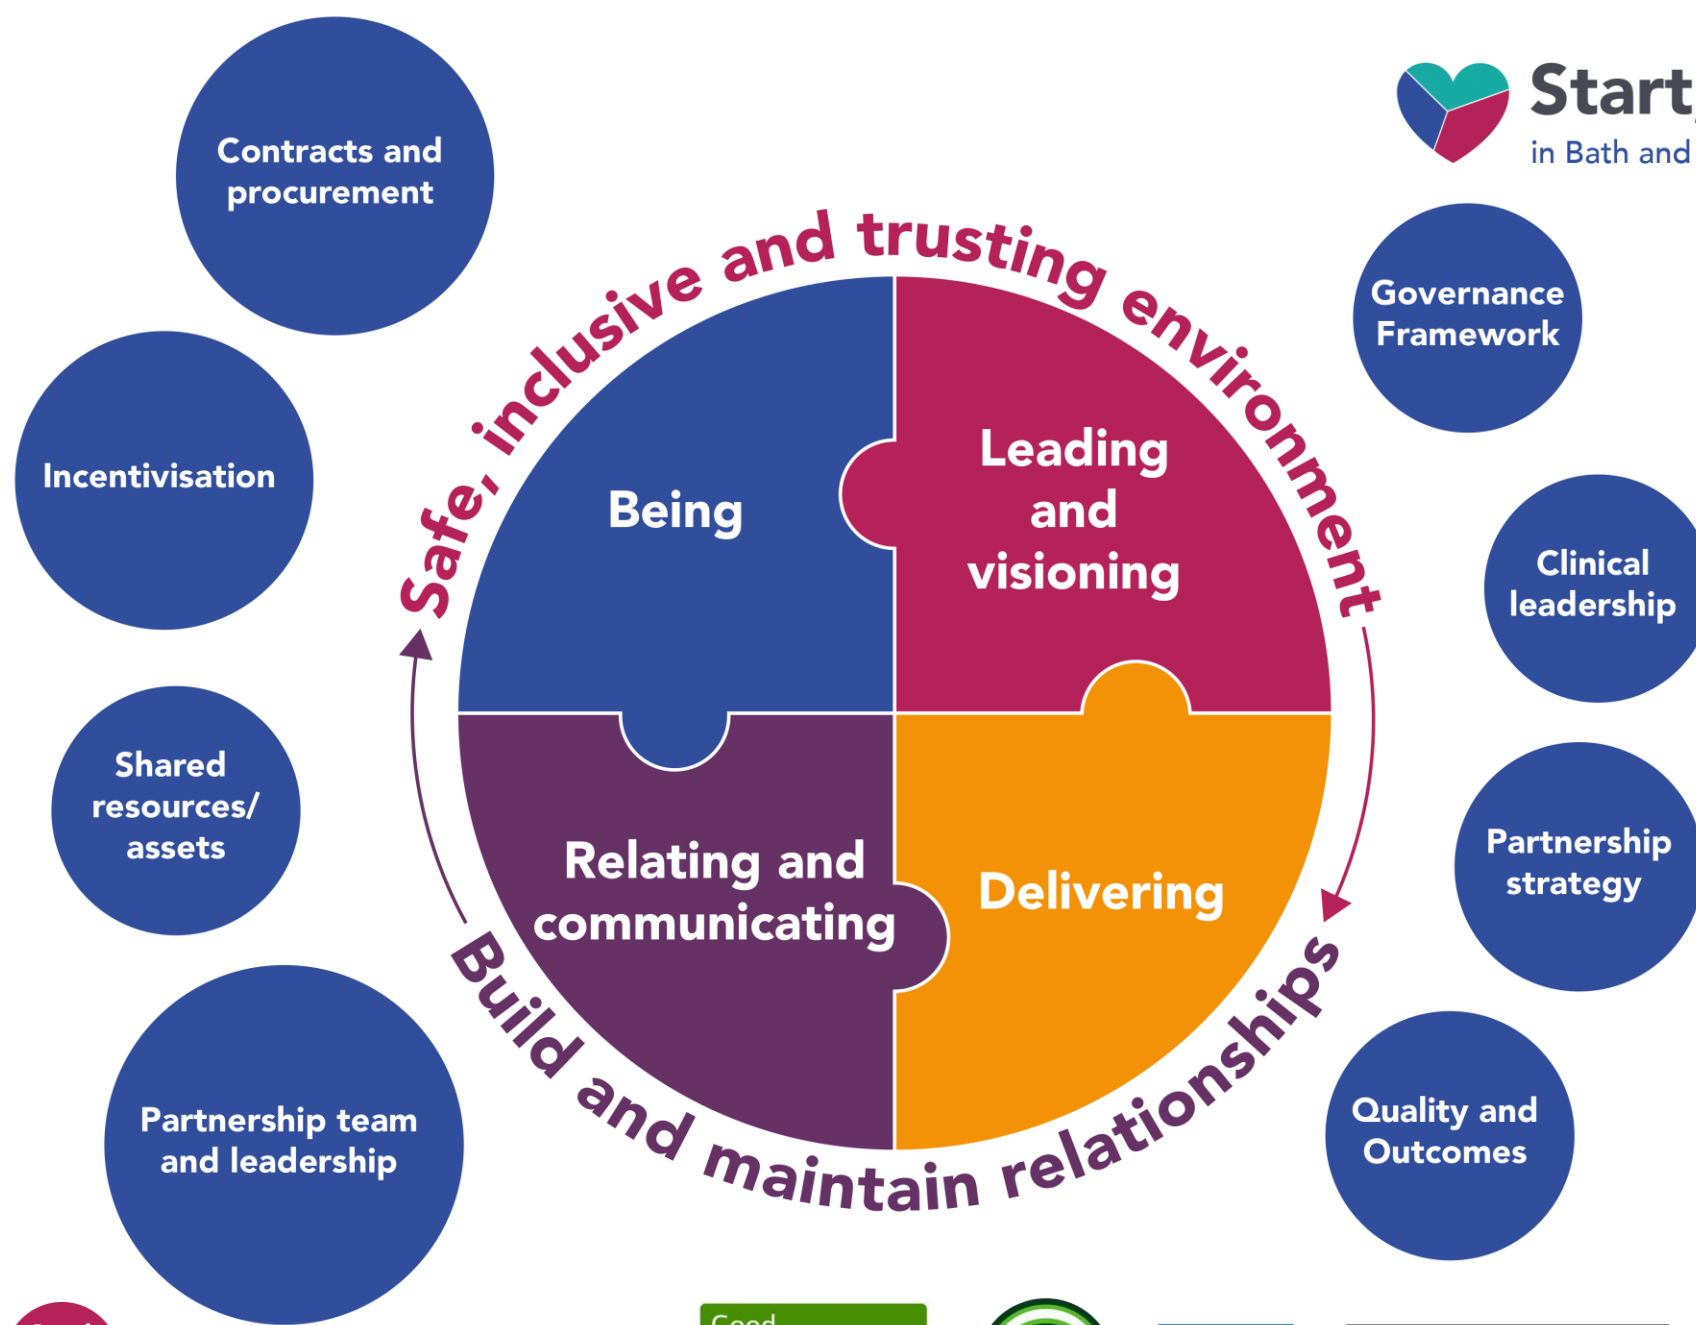 Contracts and
procurement
Start
in Bath and
Safe, inclusive and trusting environment
Governance
Framework
Incentivisation
Being
Leading
and
visioning
Clinical
leadership
Shared
resources/
assets
Relating and
communicating
Delivering
Partnership
strategy
Build and maintain relationships
Partnership team
and leadership
Quality and
Outcomes
Good